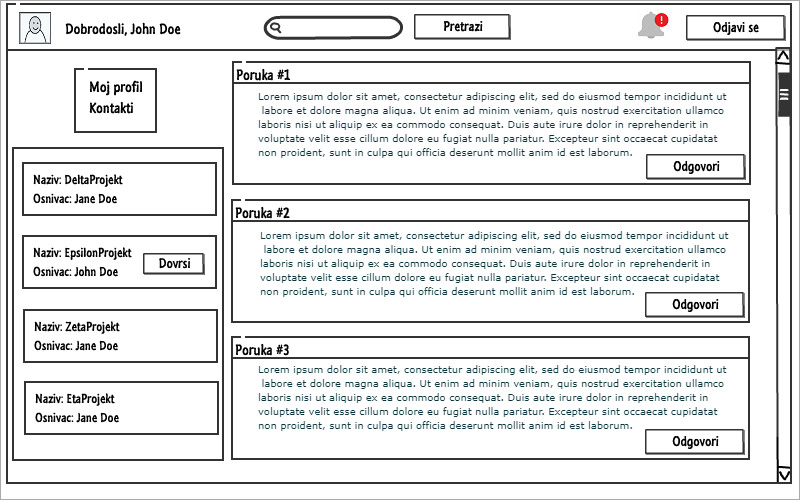 Dobrodosli, John Doe
Pretrazi
!
Odjavi se
Moj profil
Kontakti
Naziv: DeltaProjekt
Osnivac: Jane Doe
Naziv: EpsilonProjekt
Osnivac: John Doe
Dovrsi
Naziv: ZetaProjekt
Osnivac: Jane Doe
Naziv: EtaProjekt
Osnivac: Jane Doe
Poruka #1
Lorem ipsum dolor sit amet, consectetur adipiscing elit, sed do eiusmod tempor incididunt ut
labore et dolore magna aliqua. Ut enim ad minim veniam, quis nostrud exercitation ullamco
laboris nisi ut aliquip ex ea commodo consequat. Duis aute irure dolor in reprehenderit in
voluptate velit esse cillum dolore eu fugiat nulla pariatur. Excepteur sint occaecat cupidatat
non proident, sunt in culpa qui officia deserunt mollit anim id est laborum.
Odgovori
Poruka #2
Lorem ipsum dolor sit amet, consectetur adipiscing elit, sed do eiusmod tempor incididunt ut
labore et dolore magna aliqua. Ut enim ad minim veniam, quis nostrud exercitation ullamco
laboris nisi ut aliquip ex ea commodo consequat. Duis aute irure dolor in reprehenderit in
voluptate velit esse cillum dolore eu fugiat nulla pariatur. Excepteur sint occaecat cupidatat
non proident, sunt in culpa qui officia deserunt mollit anim id est laborum.
Odgovori
Poruka #3
Lorem ipsum dolor sit amet, consectetur adipiscing elit, sed do eiusmod tempor incididunt ut
labore et dolore magna aliqua. Ut enim ad minim veniam, quis nostrud exercitation ullamco
laboris nisi ut aliquip ex ea commodo consequat. Duis aute irure dolor in reprehenderit in
voluptate velit esse cillum dolore eu fugiat nulla pariatur. Excepteur sint occaecat cupidatat
non proident, sunt in culpa qui officia deserunt mollit anim id est laborum.
Odgovori